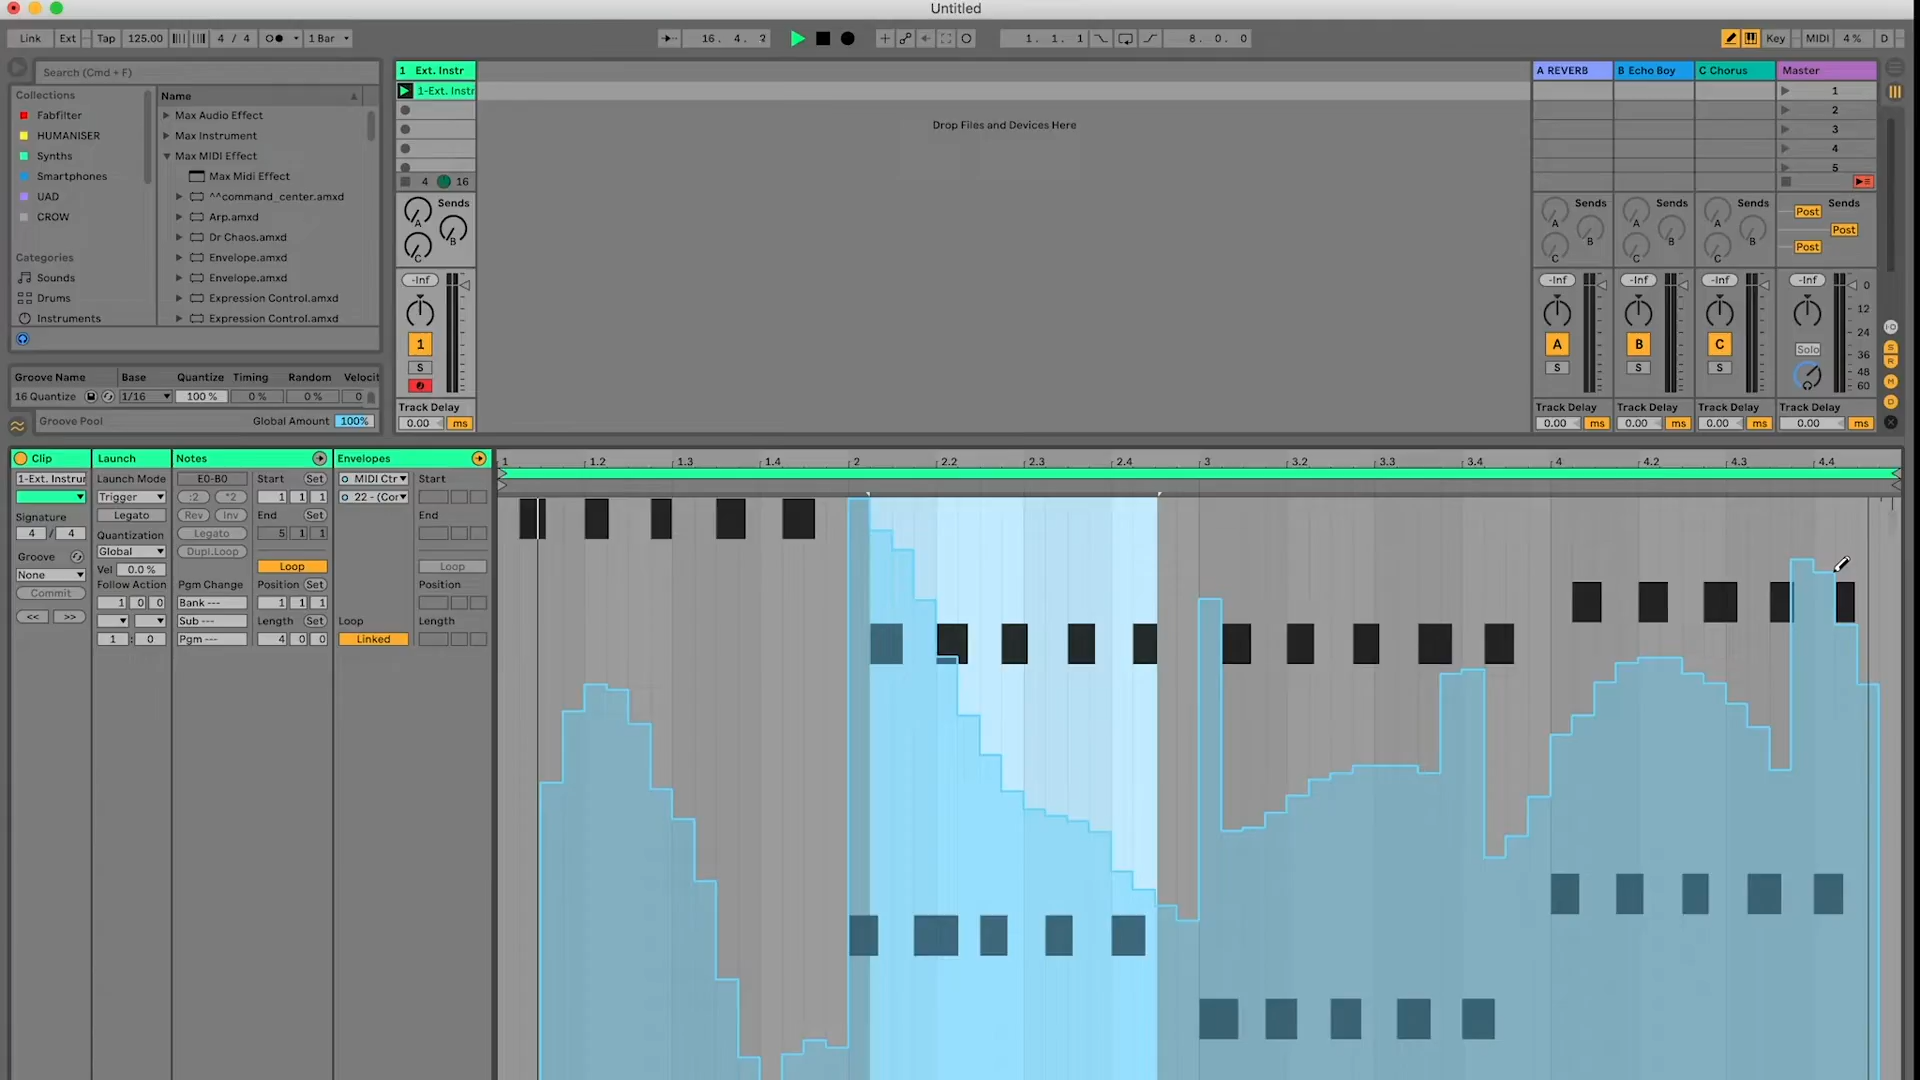 Untitled
Link Ext Tap 125.00 4 / 4 1 Bar 16. 4. 2 1. 1. 1 8. 0. 0 Key MIDI 4 % D
Search (Cmd + F)
Collections
Fabfilter
HUMANISER
Synths
Smartphones
UAD
CROW
Categories
Sounds
Drums
Instruments
Name
Max Audio Effect
Max Instrument
Max MIDI Effect
Max Midi Effect
^^command_center.amxd
Arp.amxd
Dr Chaos.amxd
Envelope.amxd
Envelope.amxd
Expression Control.amxd
Expression Control.amxd
Groove Name Base Quantize Timing Random Velocit
16 Quantize 1/16 100 % 0 % 0 % 0
Groove Pool Global Amount 100%
1 Ext. Instr
1-Ext. Instr
4 16
Sends
A
B
C
-Inf
1
S
Track Delay
0.00 ms
Drop Files and Devices Here
A REVERB B Echo Boy C Chorus Master
1
2
3
4
5
Sends Sends Sends Sends
A B A B A B Post
Post
C C C Post
-Inf -Inf -Inf -Inf 0
12
24
A B C Solo 36
S S S 48
60
Track Delay Track Delay Track Delay Track Delay
0.00 ms 0.00 ms 0.00 ms 0.00 ms
S
R
M
D
Clip
1-Ext. Instrur
Signature
4 / 4
Groove
None
Commit
<< >>
Launch
Launch Mode
Trigger
Legato
Quantization
Global
Vel 0.0 %
Follow Action
1 0 0
1 : 0
Notes
E0-B0
:2 *2
Rev Inv
Legato
Dupl.Loop
Pgm Change
Bank ---
Sub ---
Pgm ---
Start Set
1 1 1
End Set
5 1 1
Loop
Position Set
1 1 1
Length Set
4 0 0
Envelopes
MIDI Ctr
22 - (Cor
Loop
Linked
Start
End
Loop
Position
Length
1 1.2 1.3 1.4 2 2.2 2.3 2.4 3 3.2 3.3 3.4 4 4.2 4.3 4.4